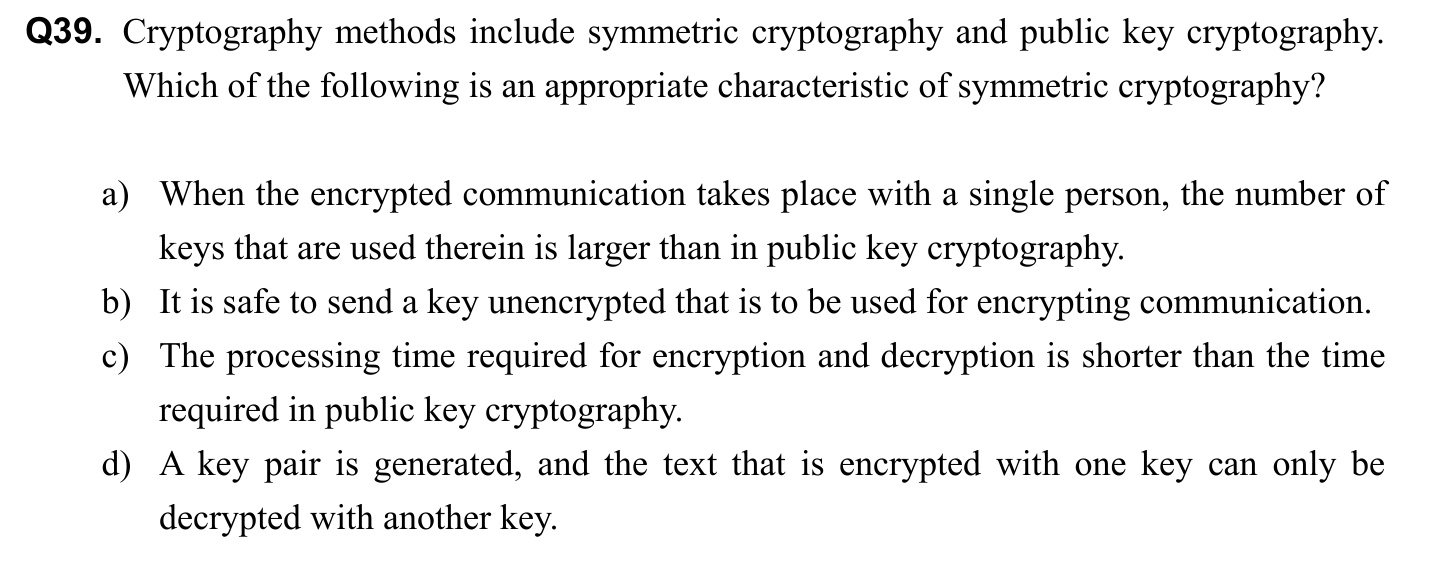 Q39. Cryptography methods include symmetric cryptography and public key cryptography.
Which of the following is an appropriate characteristic of symmetric cryptography?
a) When the encrypted communication takes place with a single person, the number of
keys that are used therein is larger than in public key cryptography.
b) It is safe to send a key unencrypted that is to be used for encrypting communication.
c) The processing time required for encryption and decryption is shorter than the time
required in public key cryptography.
d) A key pair is generated, and the text that is encrypted with one key can only be
decrypted with another key.